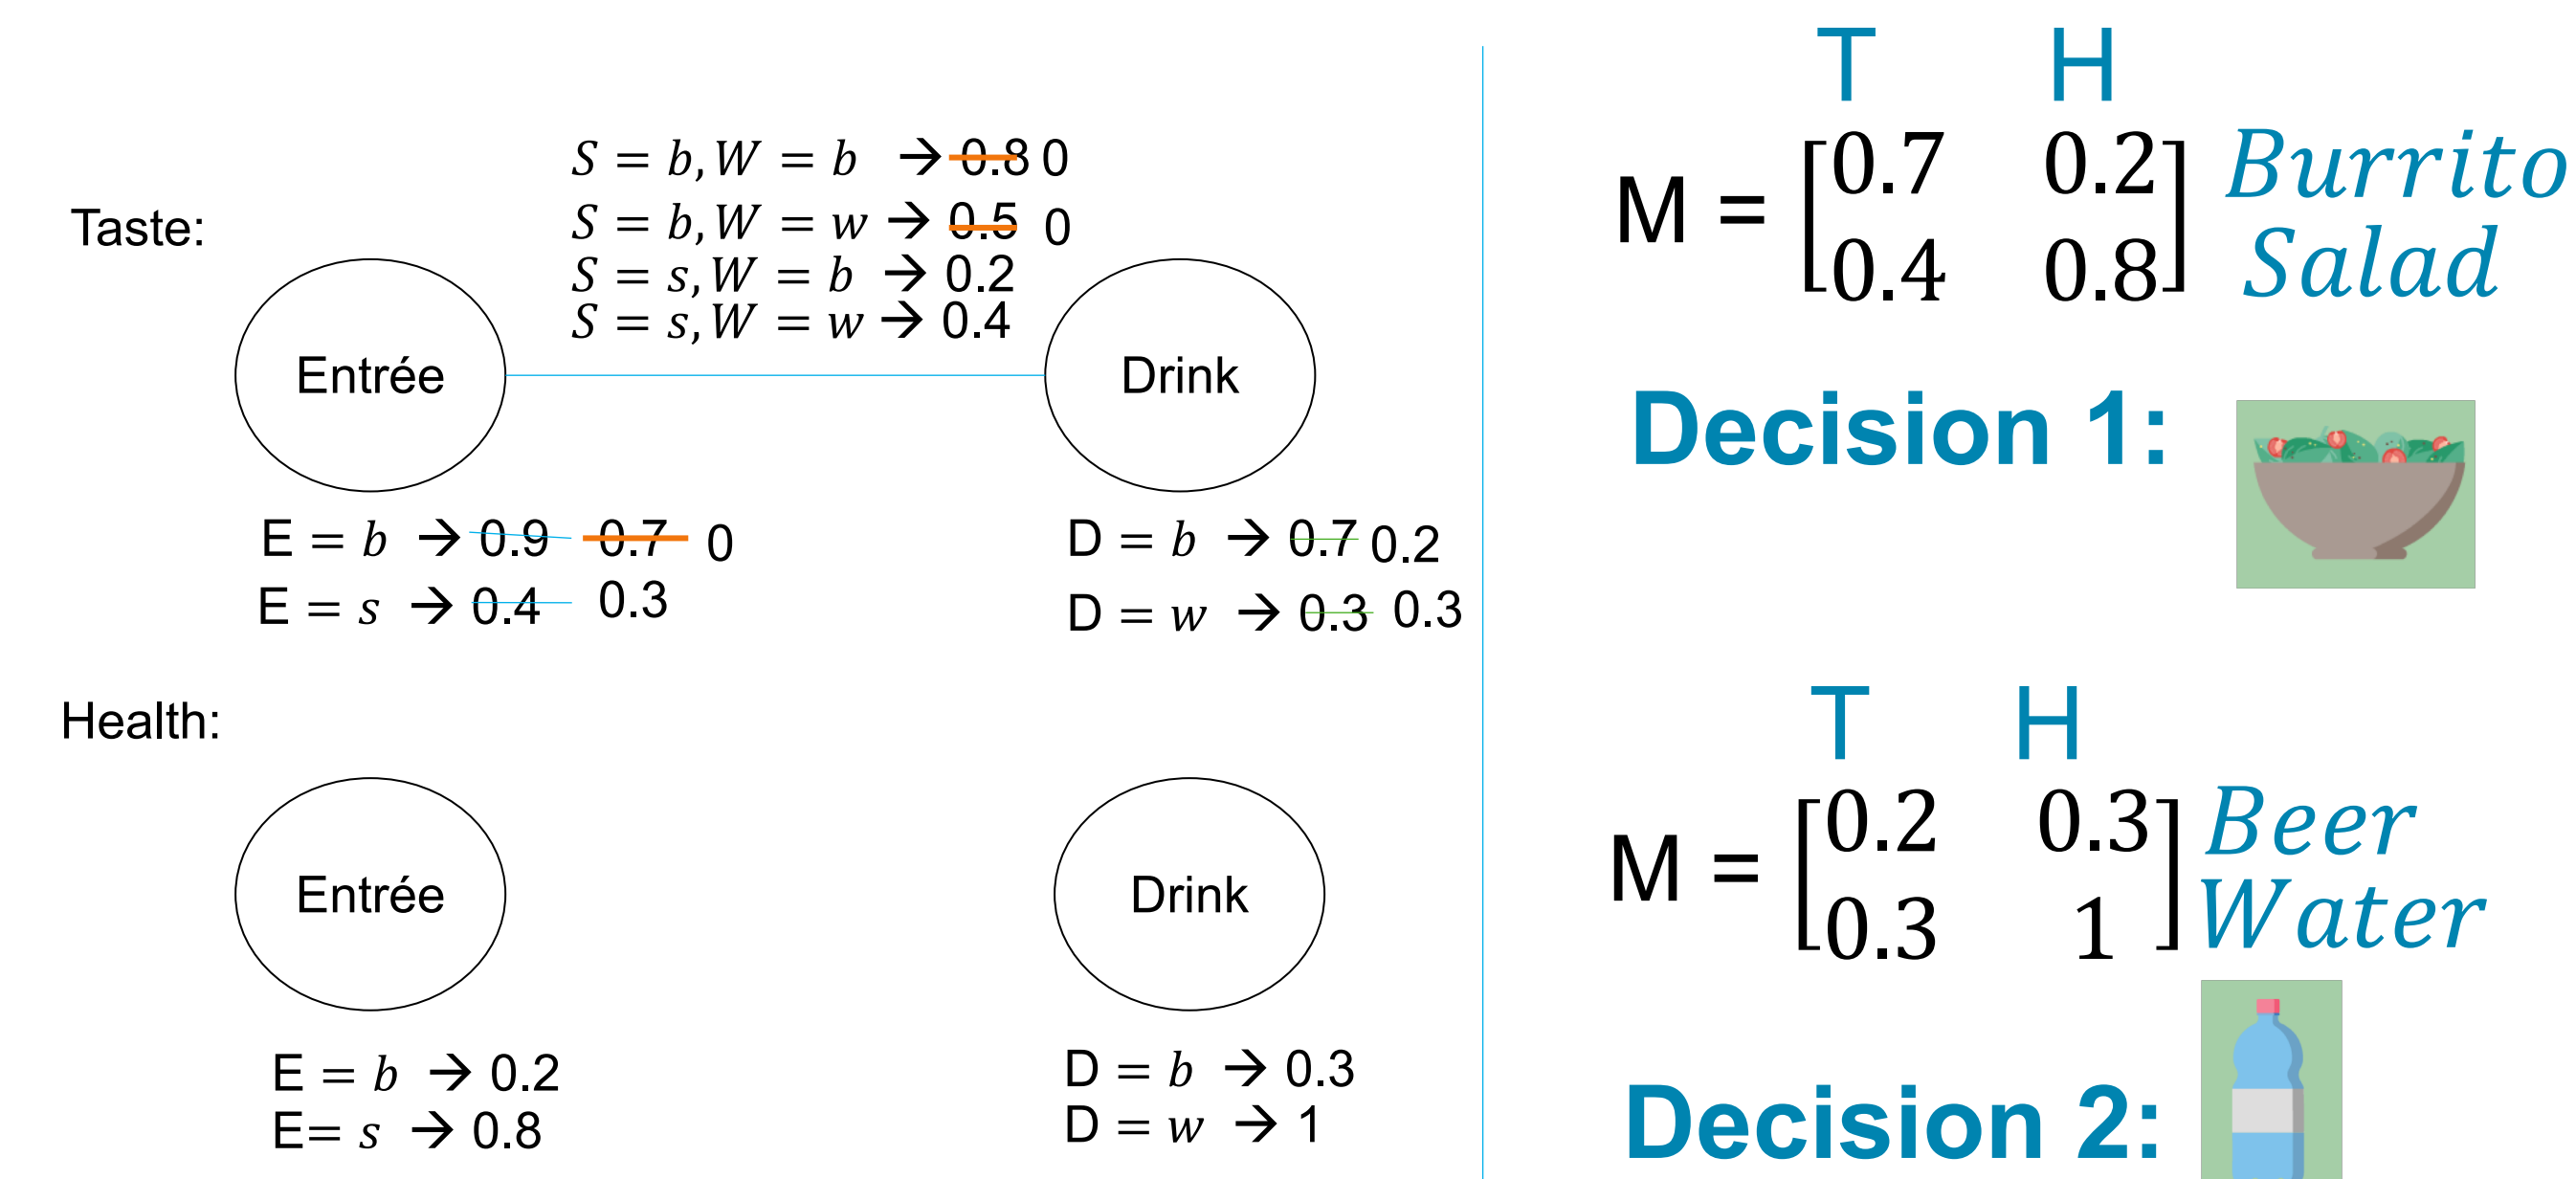 Taste:
S = b, W = b → 0.8 0
S = b, W = w → 0.5 0
S = s, W = b → 0.2
S = s, W = w → 0.4
Entrée
Drink
E = b → 0.9 0.7 0
E = s → 0.4 0.3
D = b → 0.7 0.2
D = w → 0.3 0.3
Health:
Entrée
Drink
E = b → 0.2
E= s → 0.8
D = b → 0.3
D = w → 1
T H
M = [0.7 0.2] Burrito
[0.4 0.8] Salad
Decision 1:
T H
M = [0.2 0.3] Beer
[0.3 1] Water
Decision 2: